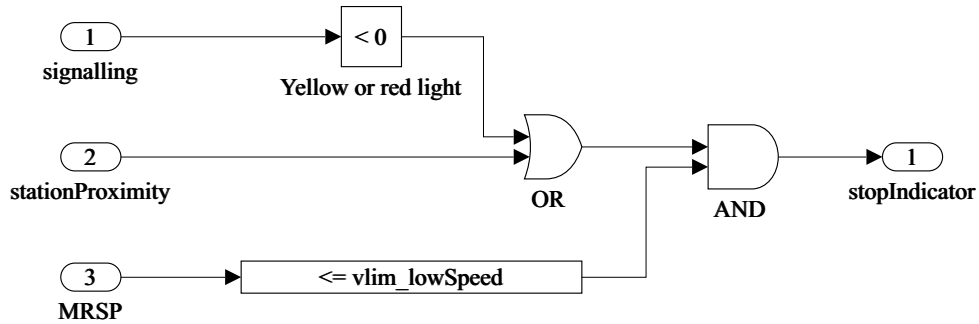 1
signalling
< 0
Yellow or red light
2
stationProximity
OR
AND
1
stopIndicator
3
MRSP
<= vlim_lowSpeed